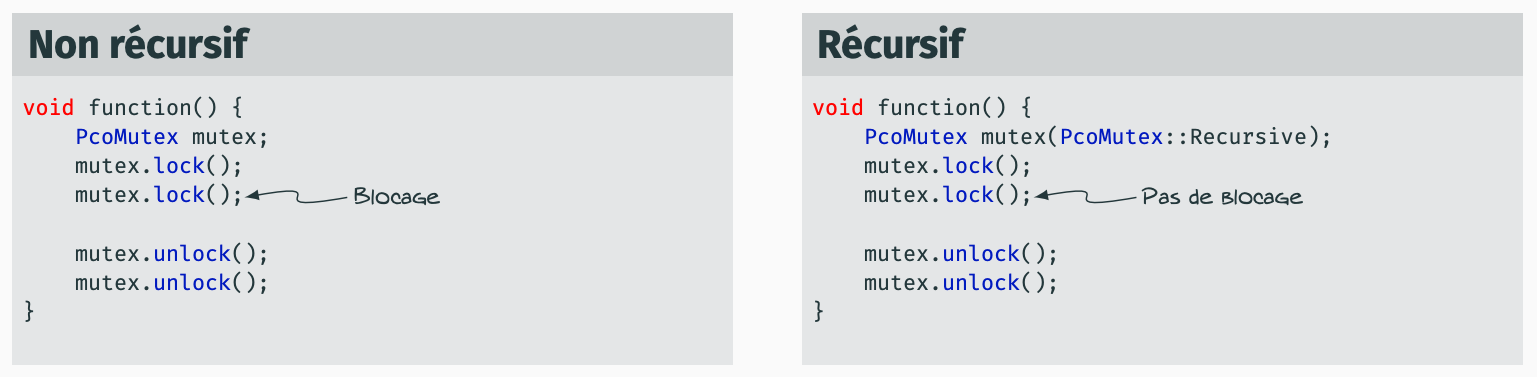 Non récursif
void function() {
    PcoMutex mutex;
    mutex.lock();
    mutex.lock(); Blocage
    mutex.unlock();
    mutex.unlock();
}
Récursif
void function() {
    PcoMutex mutex(PcoMutex::Recursive);
    mutex.lock();
    mutex.lock(); Pas de blocage
    mutex.unlock();
    mutex.unlock();
}